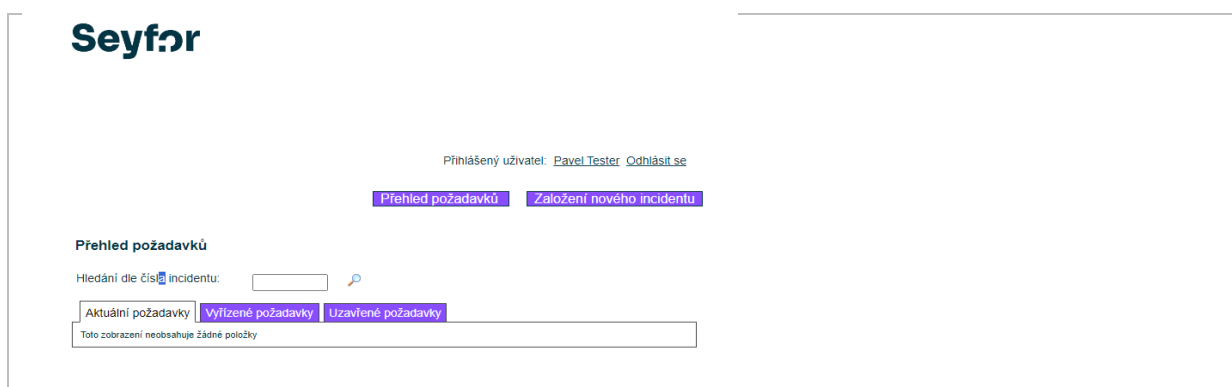 Seyfor
Přihlášený uživatel: Pavel Tester Odhlásit se
Přehled požadavků Založení nového incidentu
Přehled požadavků
Hledání dle čísla incidentu:
Aktuální požadavky Vyřízené požadavky Uzavřené požadavky
Toto zobrazení neobsahuje žádné položky